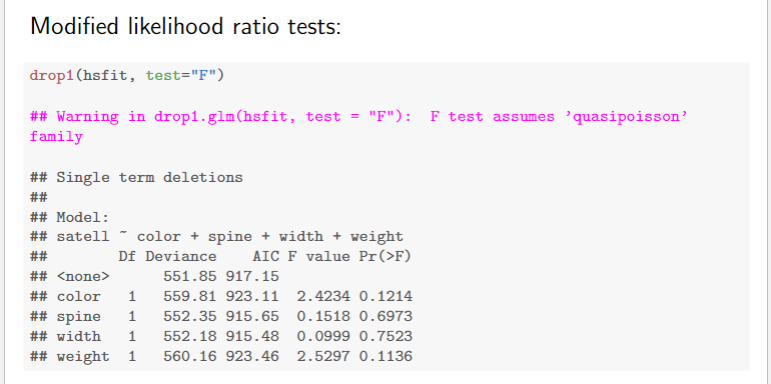 Modified likelihood ratio tests:
drop1(hsfit, test="F")
## Warning in drop1.glm(hsfit, test = "F"):  F test assumes ’quasipoisson’
family
## Single term deletions
##
## Model:
## satell ~ color + spine + width + weight
##        Df Deviance    AIC F value Pr(>F)
## <none>      551.85 917.15
## color   1   559.81 923.11  2.4234 0.1214
## spine   1   552.35 915.65  0.1518 0.6973
## width   1   552.18 915.48  0.0999 0.7523
## weight  1   560.16 923.46  2.5297 0.1136